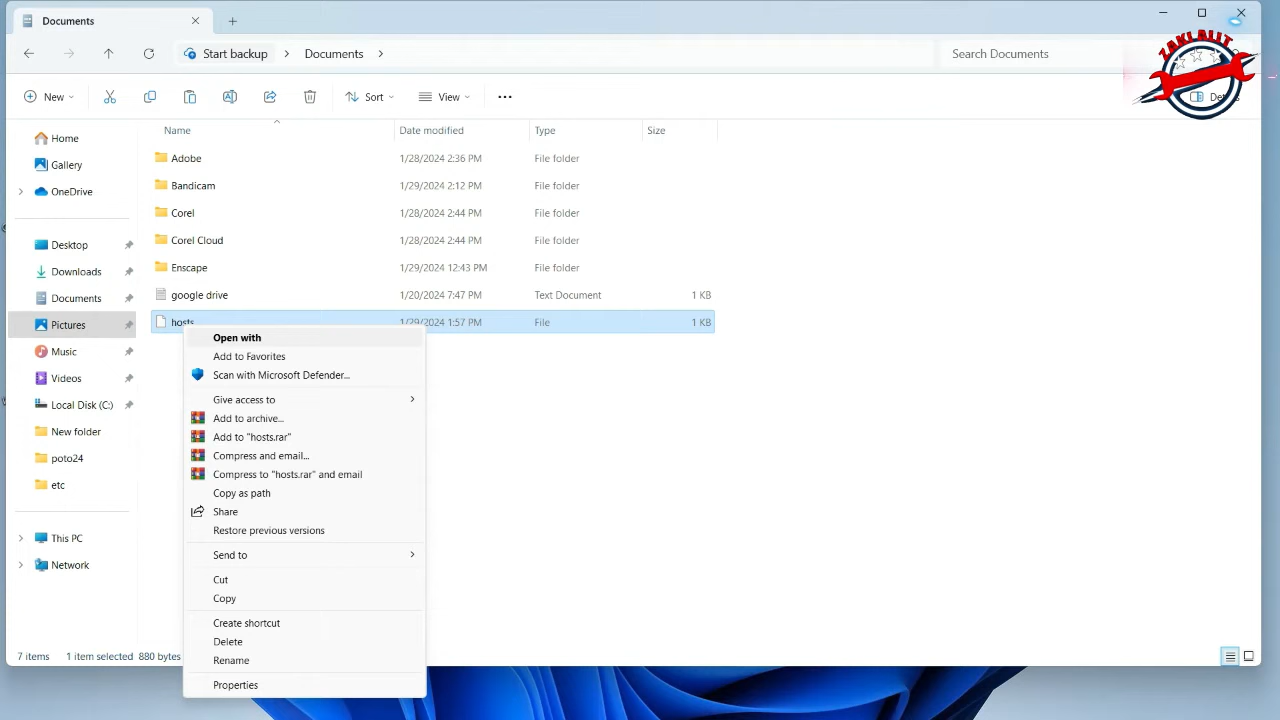 Documents
Start backup
Documents
Search Documents
ZAKLALIT
New
Sort
View
Name
Date modified
Type
Size
Home
Gallery
OneDrive
Desktop
Downloads
Documents
Pictures
Music
Videos
Local Disk (C:)
New folder
poto24
etc
This PC
Network
Adobe 1/28/2024 2:36 PM File folder
Bandicam 1/29/2024 2:12 PM File folder
Corel 1/28/2024 2:44 PM File folder
Corel Cloud 1/28/2024 2:44 PM File folder
Enscape 1/29/2024 12:43 PM File folder
google drive 1/20/2024 7:47 PM Text Document 1 KB
hosts 1/29/2024 1:57 PM File 1 KB
Open with
Add to Favorites
Scan with Microsoft Defender...
Give access to
Add to archive...
Add to "hosts.rar"
Compress and email...
Compress to "hosts.rar" and email
Copy as path
Share
Restore previous versions
Send to
Cut
Copy
Create shortcut
Delete
Rename
Properties
7 items 1 item selected 880 bytes